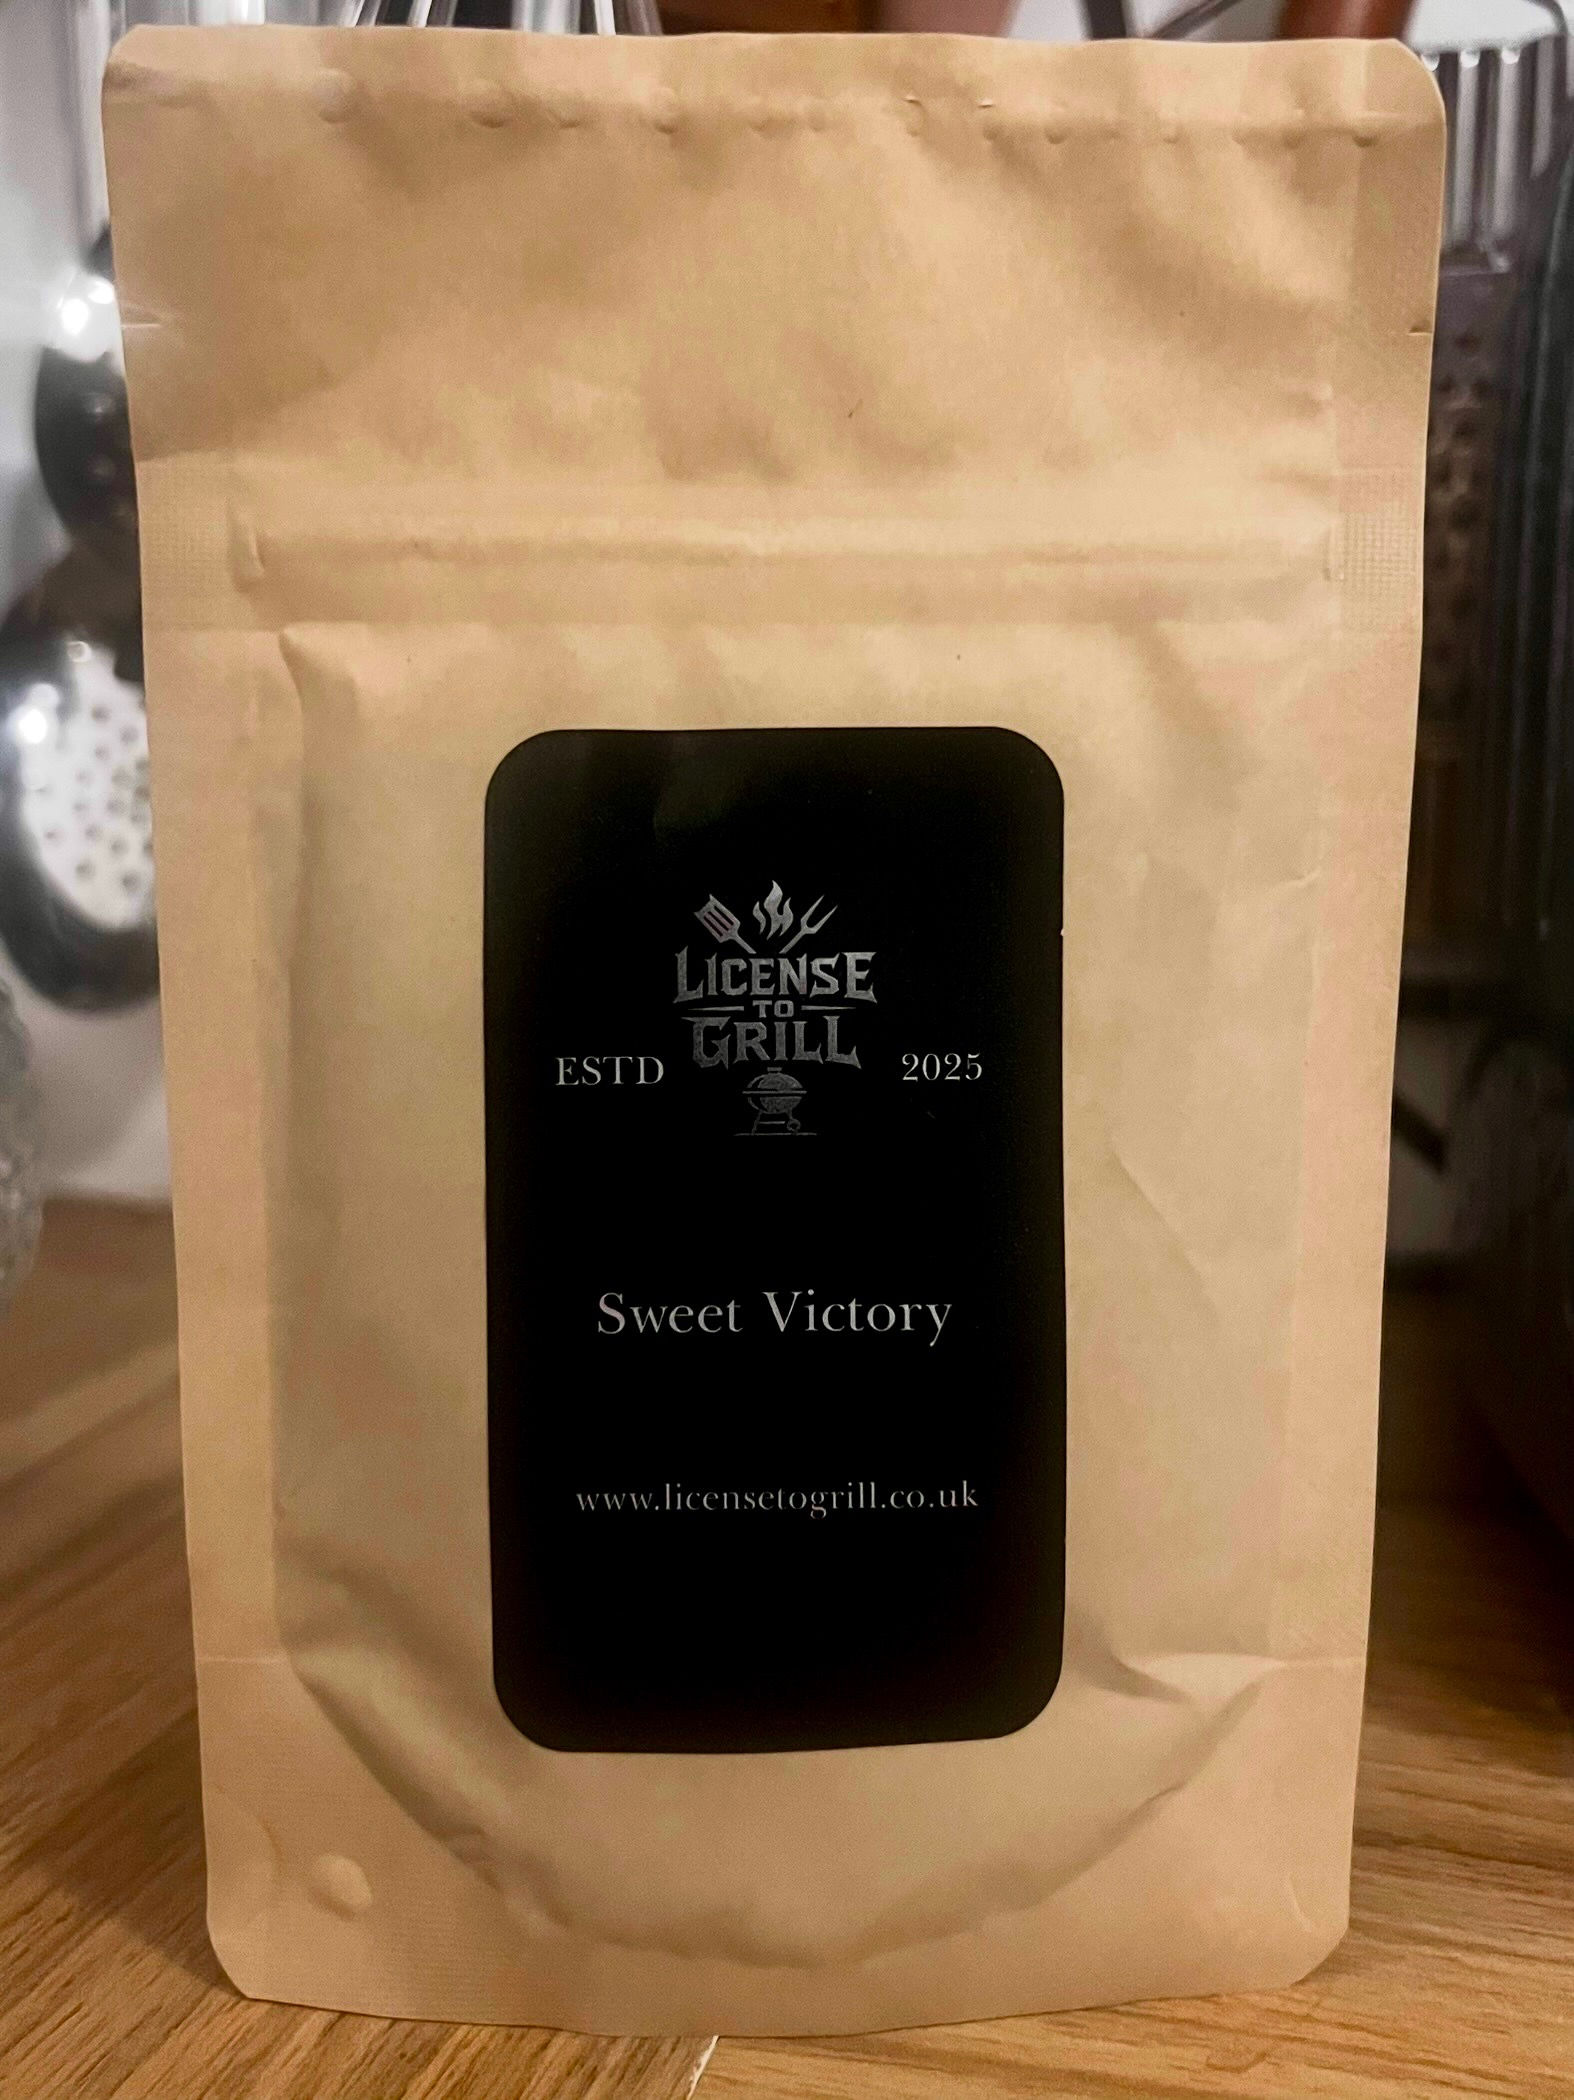 LICENSE
TO
GRILL
ESTD 2025
Sweet Victory
www.licensetogrill.co.uk